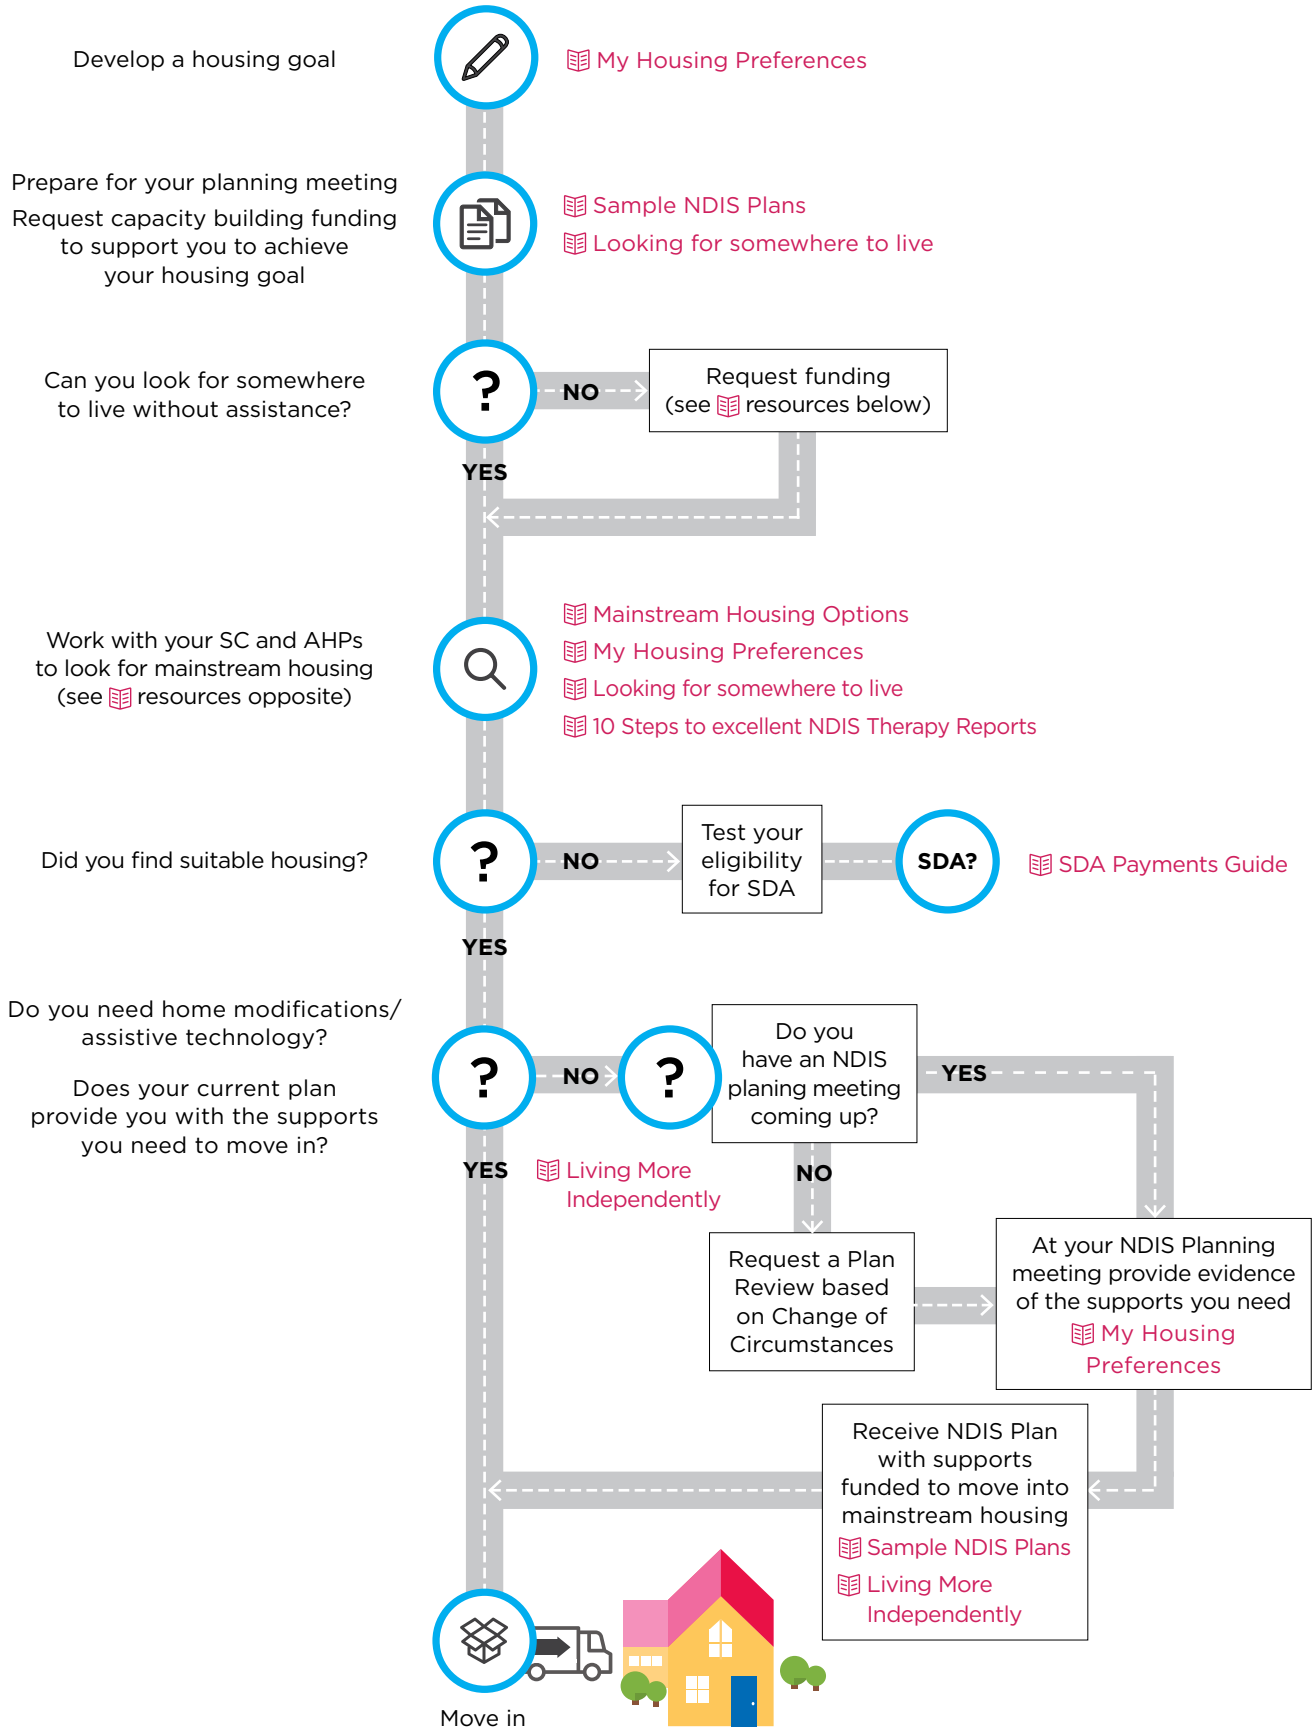 Develop a housing goal
My Housing Preferences
Prepare for your planning meeting
Request capacity building funding
to support you to achieve
your housing goal
Sample NDIS Plans
Looking for somewhere to live
Can you look for somewhere
to live without assistance?
?
NO
Request funding
(see resources below)
YES
Work with your SC and AHPs
to look for mainstream housing
(see resources opposite)
Mainstream Housing Options
My Housing Preferences
Looking for somewhere to live
10 Steps to excellent NDIS Therapy Reports
Did you find suitable housing?
?
NO
Test your
eligibility
for SDA
SDA?
SDA Payments Guide
YES
Do you need home modifications/
assistive technology?
Does your current plan
provide you with the supports
you need to move in?
?
NO
?
Do you
have an NDIS
planing meeting
coming up?
YES
YES
Living More
Independently
NO
Request a Plan
Review based
on Change of
Circumstances
At your NDIS Planning
meeting provide evidence
of the supports you need
My Housing
Preferences
Receive NDIS Plan
with supports
funded to move into
mainstream housing
Sample NDIS Plans
Living More
Independently
Move in